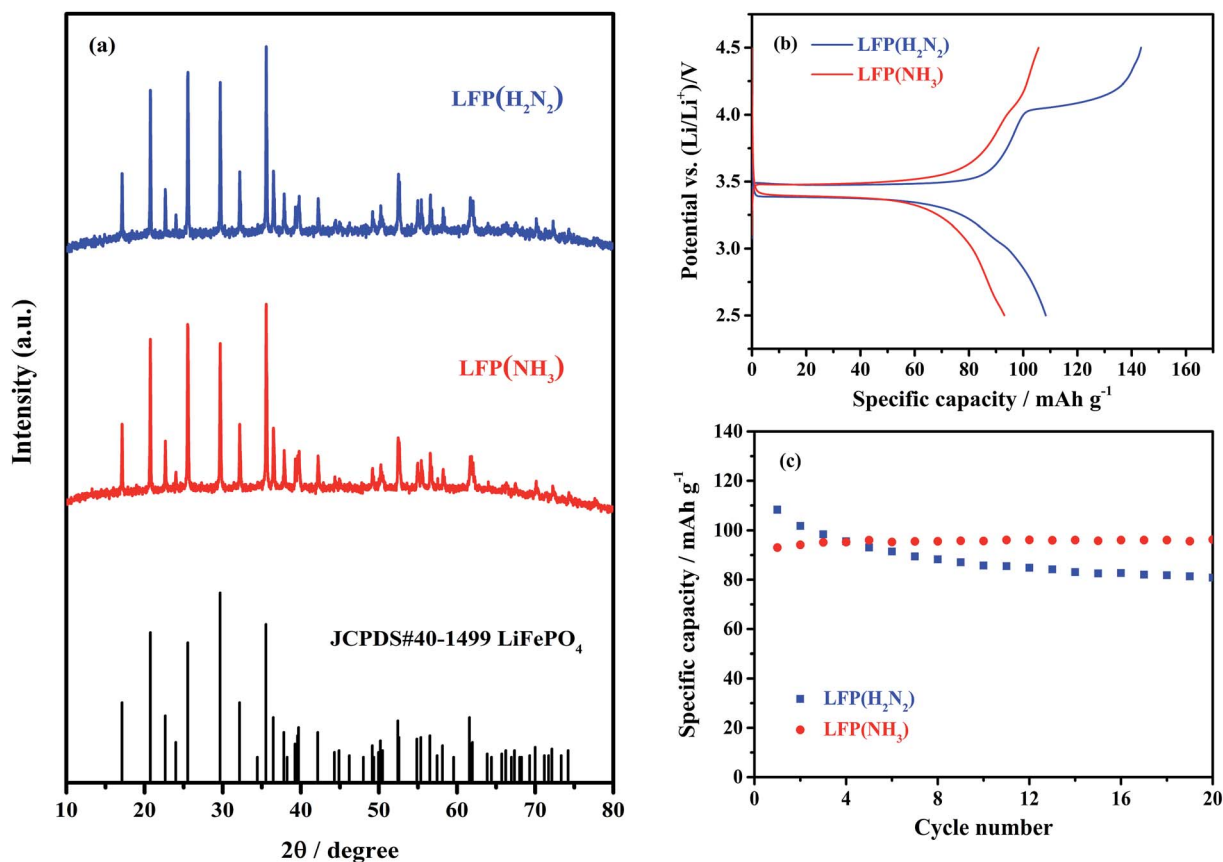 (a)
LFP(H₂N₂)
LFP(NH₃)
JCPDS#40-1499 LiFePO₄
Intensity (a.u.)
10 20 30 40 50 60 70 80
2θ / degree
(b)
LFP(H₂N₂)
LFP(NH₃)
Potential vs. (Li/Li⁺)/V
4.5
4.0
3.5
3.0
2.5
0 20 40 60 80 100 120 140 160
Specific capacity / mAh g⁻¹
(c)
Specific capacity / mAh g⁻¹
140
120
100
80
60
40
20
0
LFP(H₂N₂)
LFP(NH₃)
0 4 8 12 16 20
Cycle number